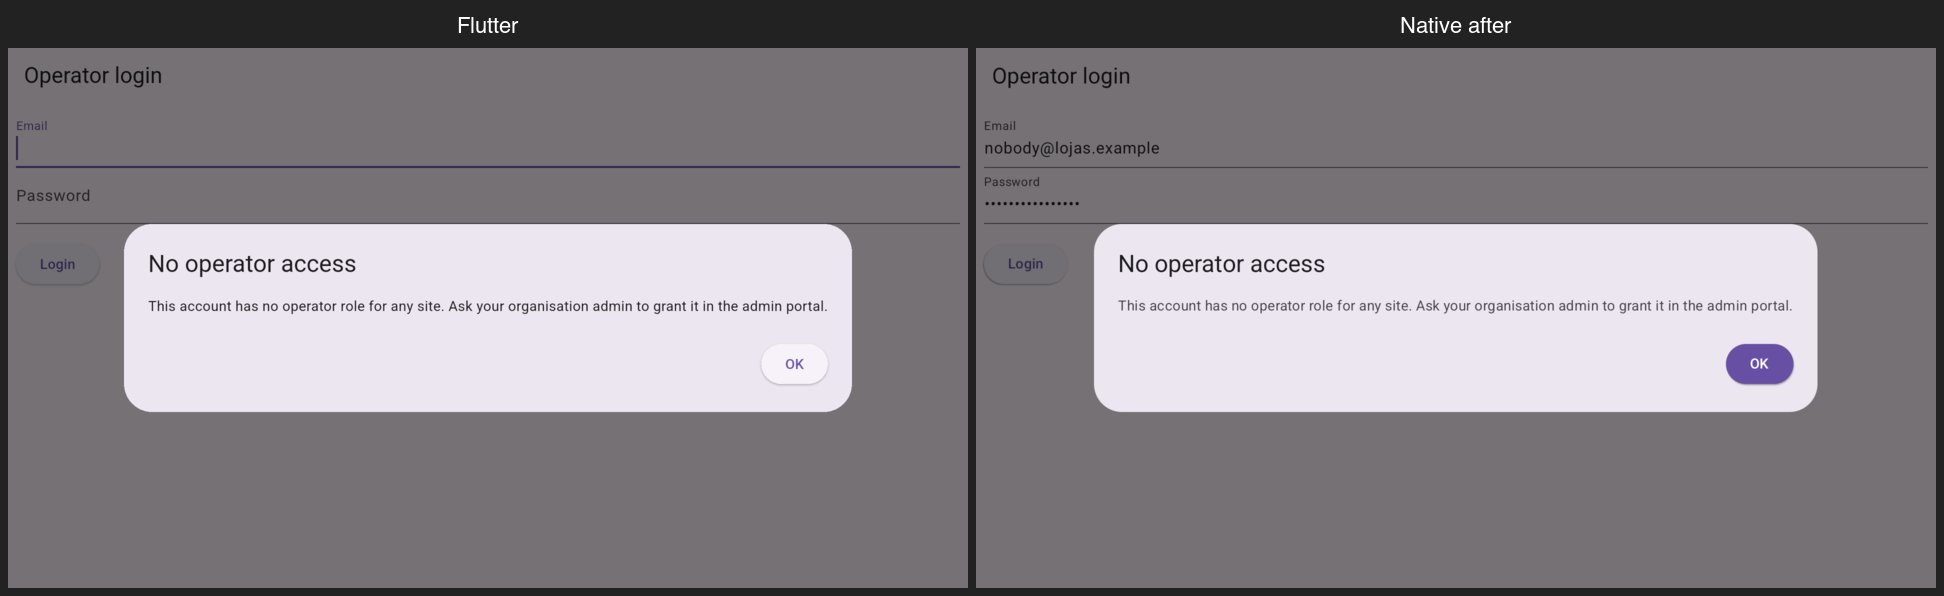 Flutter
Native after
Operator login
Email
Password
Login
No operator access
This account has no operator role for any site. Ask your organisation admin to grant it in the admin portal.
OK
Operator login
Email
nobody@lojas.example
Password
••••••••••••••••
Login
No operator access
This account has no operator role for any site. Ask your organisation admin to grant it in the admin portal.
OK